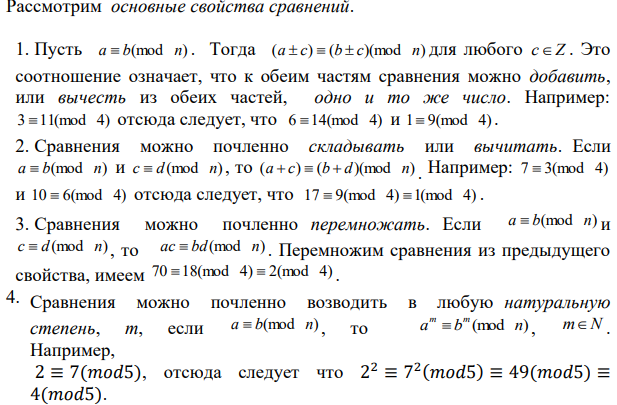 Рассмотрим основные свойства сравнений.
1. Пусть a ≡ b(mod n). Тогда (a ± c) ≡ (b ± c)(mod n) для любого c ∈ Z. Это
соотношение означает, что к обеим частям сравнения можно добавить,
или вычесть из обеих частей, одно и то же число. Например:
3 ≡ 11(mod 4) отсюда следует, что 6 ≡ 14(mod 4) и 1 ≡ 9(mod 4).
2. Сравнения можно почленно складывать или вычитать. Если
a ≡ b(mod n) и c ≡ d(mod n), то (a + c) ≡ (b + d)(mod n). Например: 7 ≡ 3(mod 4)
и 10 ≡ 6(mod 4) отсюда следует, что 17 ≡ 9(mod 4) ≡ 1(mod 4).
3. Сравнения можно почленно перемножать. Если a ≡ b(mod n) и
c ≡ d(mod n), то ac ≡ bd(mod n). Перемножим сравнения из предыдущего
свойства, имеем 70 ≡ 18(mod 4) ≡ 2(mod 4).
4. Сравнения можно почленно возводить в любую натуральную
степень, m, если a ≡ b(mod n), то aᵐ ≡ bᵐ(mod n), m ∈ N.
Например,
2 ≡ 7(mod5), отсюда следует что 2² ≡ 7²(mod5) ≡ 49(mod5) ≡
4(mod5).